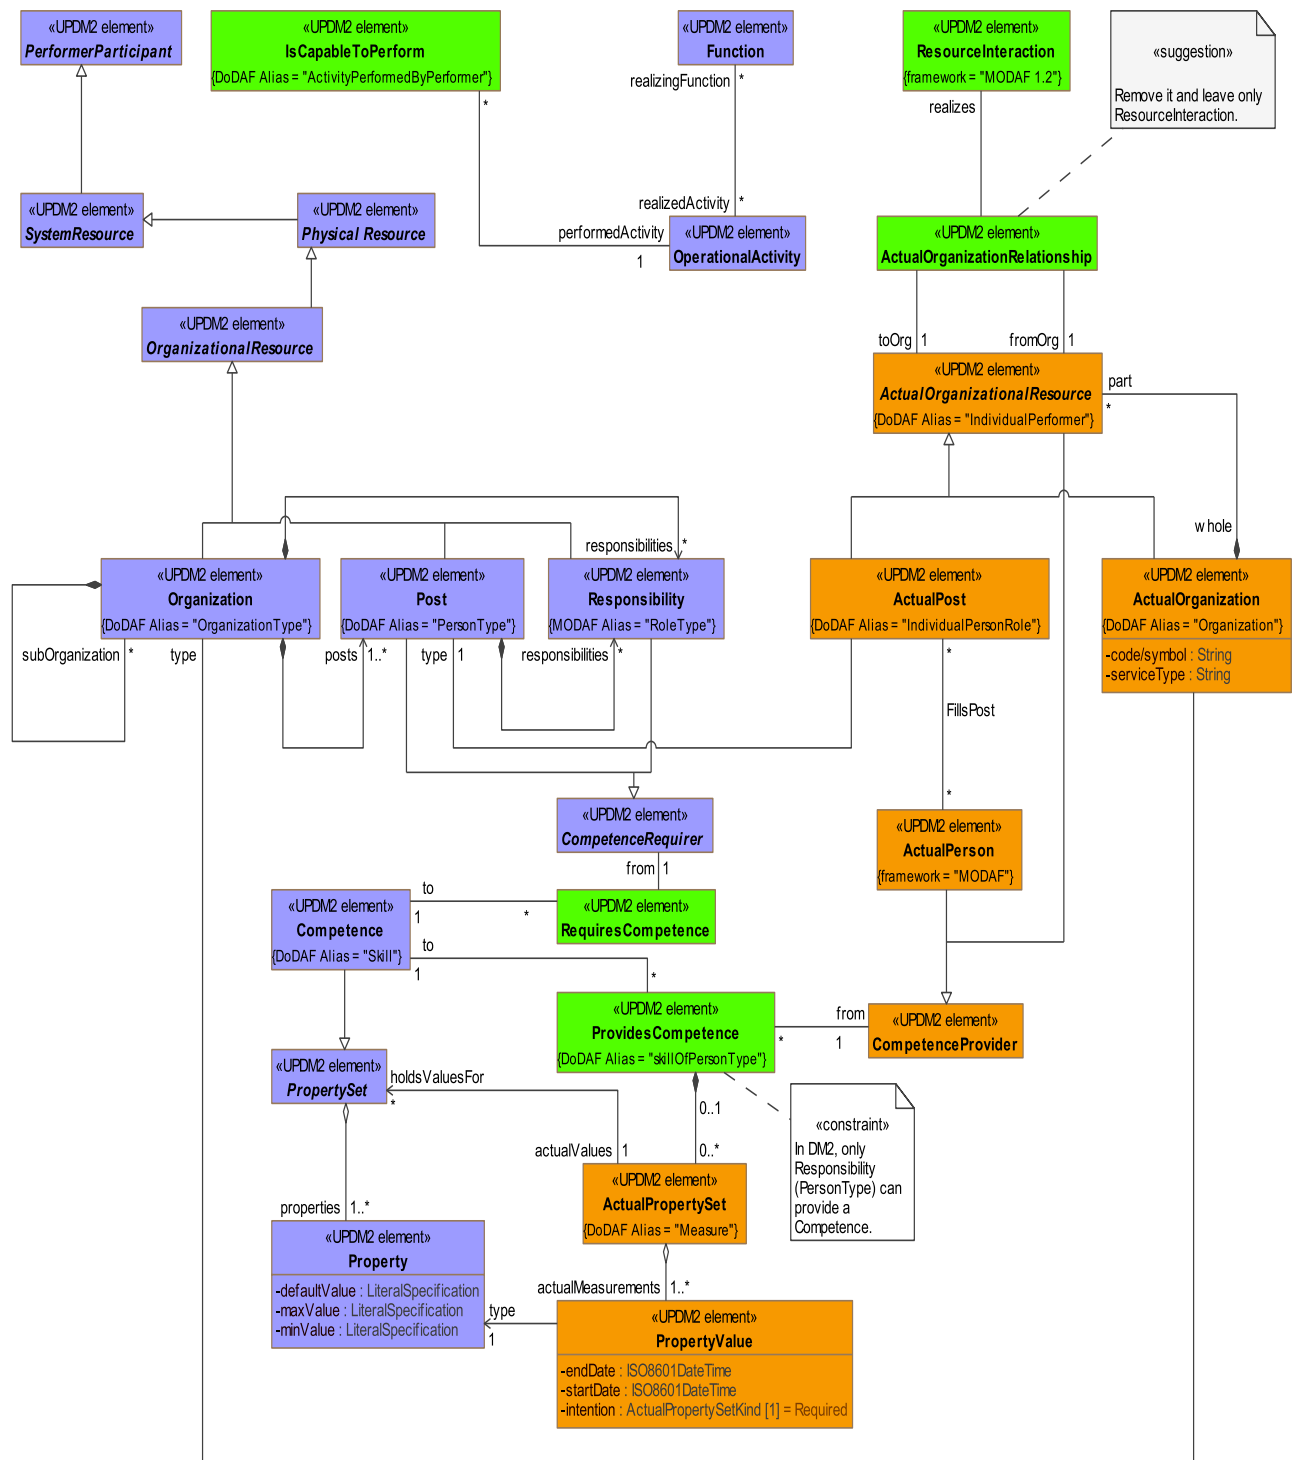 «UPDM2 element»
PerformerParticipant
«UPDM2 element»
IsCapableToPerform
{DoDAF Alias = "ActivityPerformedByPerformer"}
«UPDM2 element»
Function
«UPDM2 element»
ResourceInteraction
{framework = "MODAF 1.2"}
«suggestion»
Remove it and leave only
ResourceInteraction.
realizingFunction
*
*
realizes
«UPDM2 element»
SystemResource
«UPDM2 element»
Physical Resource
realizedActivity
*
performedActivity
1
«UPDM2 element»
OperationalActivity
«UPDM2 element»
ActualOrganizationRelationship
«UPDM2 element»
OrganizationalResource
toOrg
1
fromOrg
1
«UPDM2 element»
ActualOrganizationalResource
{DoDAF Alias = "IndividualPerformer"}
part
*
whole
responsibilities
*
«UPDM2 element»
Organization
{DoDAF Alias = "OrganizationType"}
«UPDM2 element»
Post
{DoDAF Alias = "PersonType"}
«UPDM2 element»
Responsibility
{MODAF Alias = "RoleType"}
«UPDM2 element»
ActualPost
{DoDAF Alias = "IndividualPersonRole"}
«UPDM2 element»
ActualOrganization
{DoDAF Alias = "Organization"}
-code/symbol : String
-serviceType : String
subOrganization
*
type
posts
1..*
type
1
responsibilities
*
*
FillsPost
*
«UPDM2 element»
CompetenceRequirer
«UPDM2 element»
ActualPerson
{framework = "MODAF"}
from
1
to
1
*
«UPDM2 element»
Competence
{DoDAF Alias = "Skill"}
«UPDM2 element»
RequiresCompetence
to
1
*
«UPDM2 element»
ProvidesCompetence
{DoDAF Alias = "skillOfPersonType"}
from
*
1
«UPDM2 element»
CompetenceProvider
«UPDM2 element»
PropertySet
holdsValuesFor
*
0..1
actualValues
1
0..*
«constraint»
In DM2, only
Responsibility
(PersonType) can
provide a
Competence.
«UPDM2 element»
ActualPropertySet
{DoDAF Alias = "Measure"}
properties
1..*
«UPDM2 element»
Property
-defaultValue : LiteralSpecification
-maxValue : LiteralSpecification
-minValue : LiteralSpecification
actualMeasurements
1..*
type
1
«UPDM2 element»
PropertyValue
-endDate : ISO8601DateTime
-startDate : ISO8601DateTime
-intention : ActualPropertySetKind [1] = Required